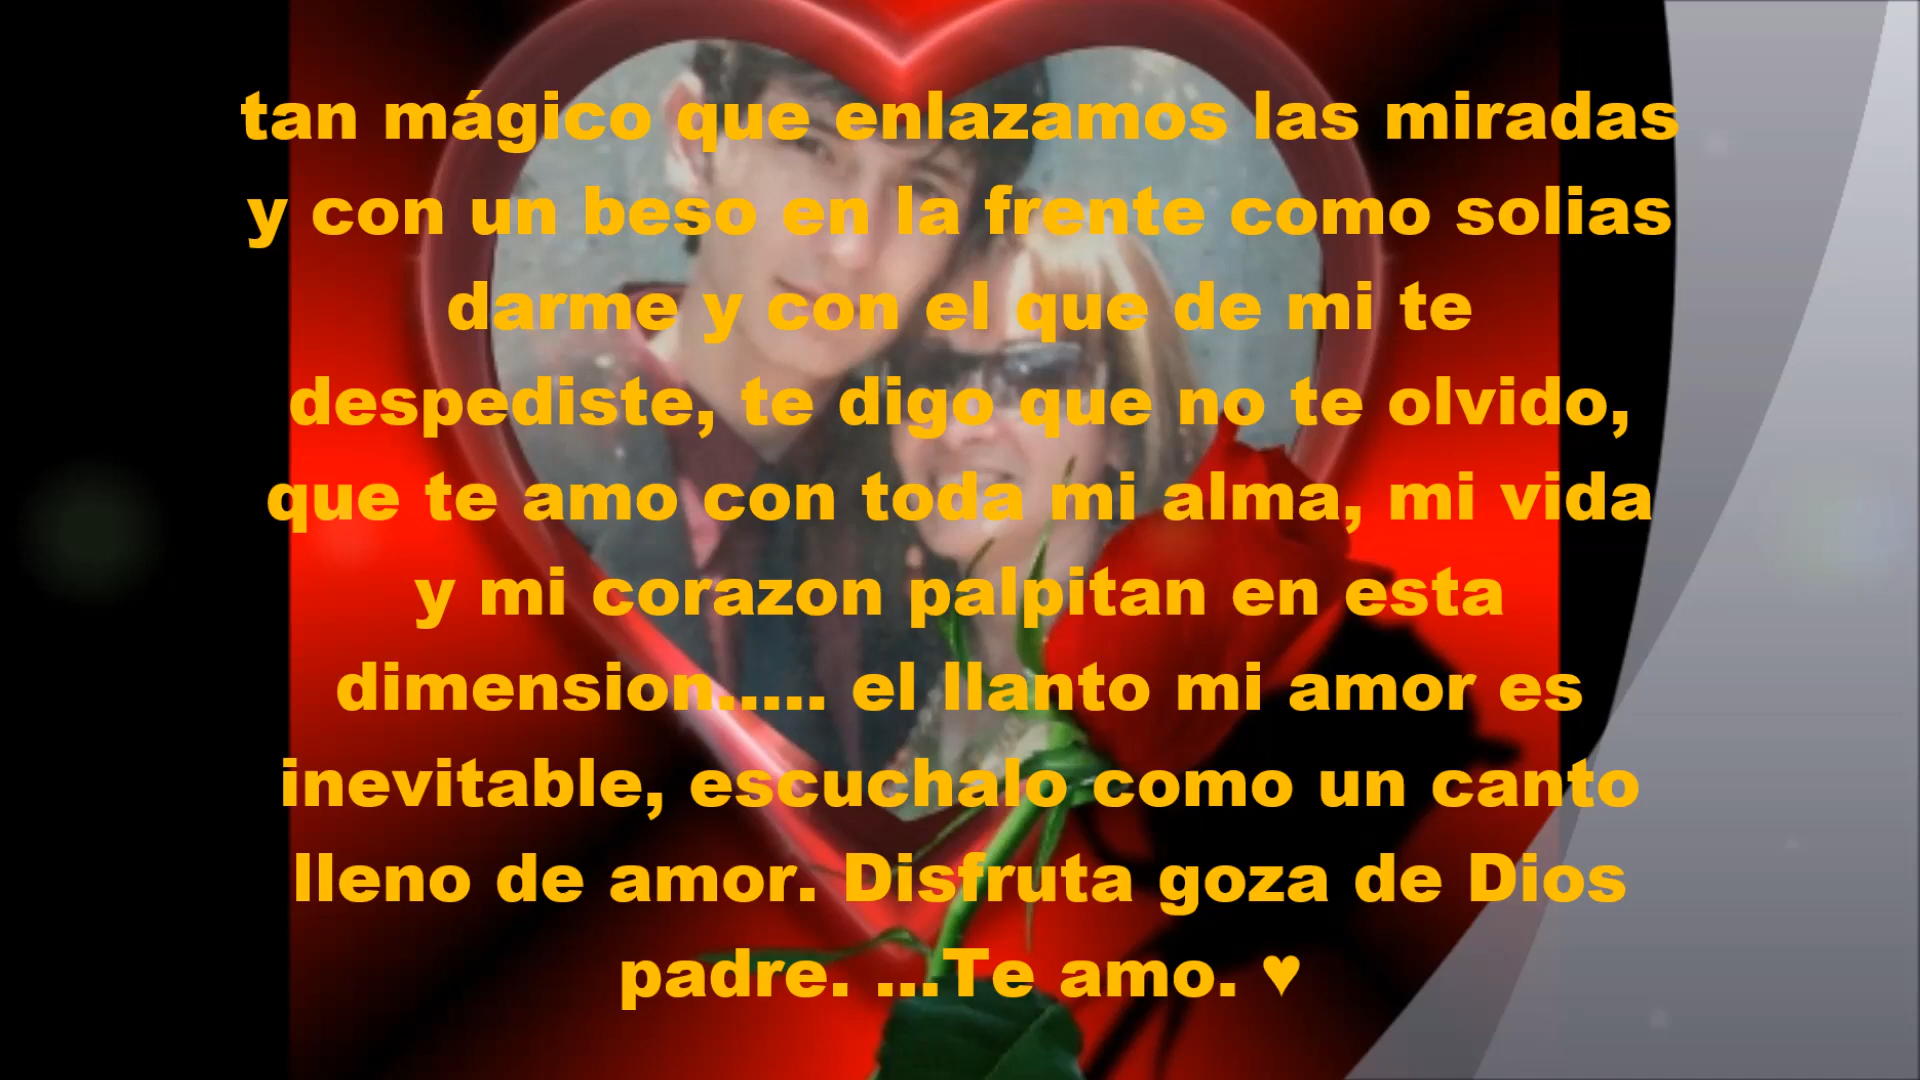 tan mágico que enlazamos las miradas
y con un beso en la frente como solias
darme y con el que de mi te
despediste, te digo que no te olvido,
que te amo con toda mi alma, mi vida
y mi corazon palpitan en esta
dimension..... el llanto mi amor es
inevitable, escuchalo como un canto
lleno de amor. Disfruta goza de Dios
padre. ...Te amo. ♥